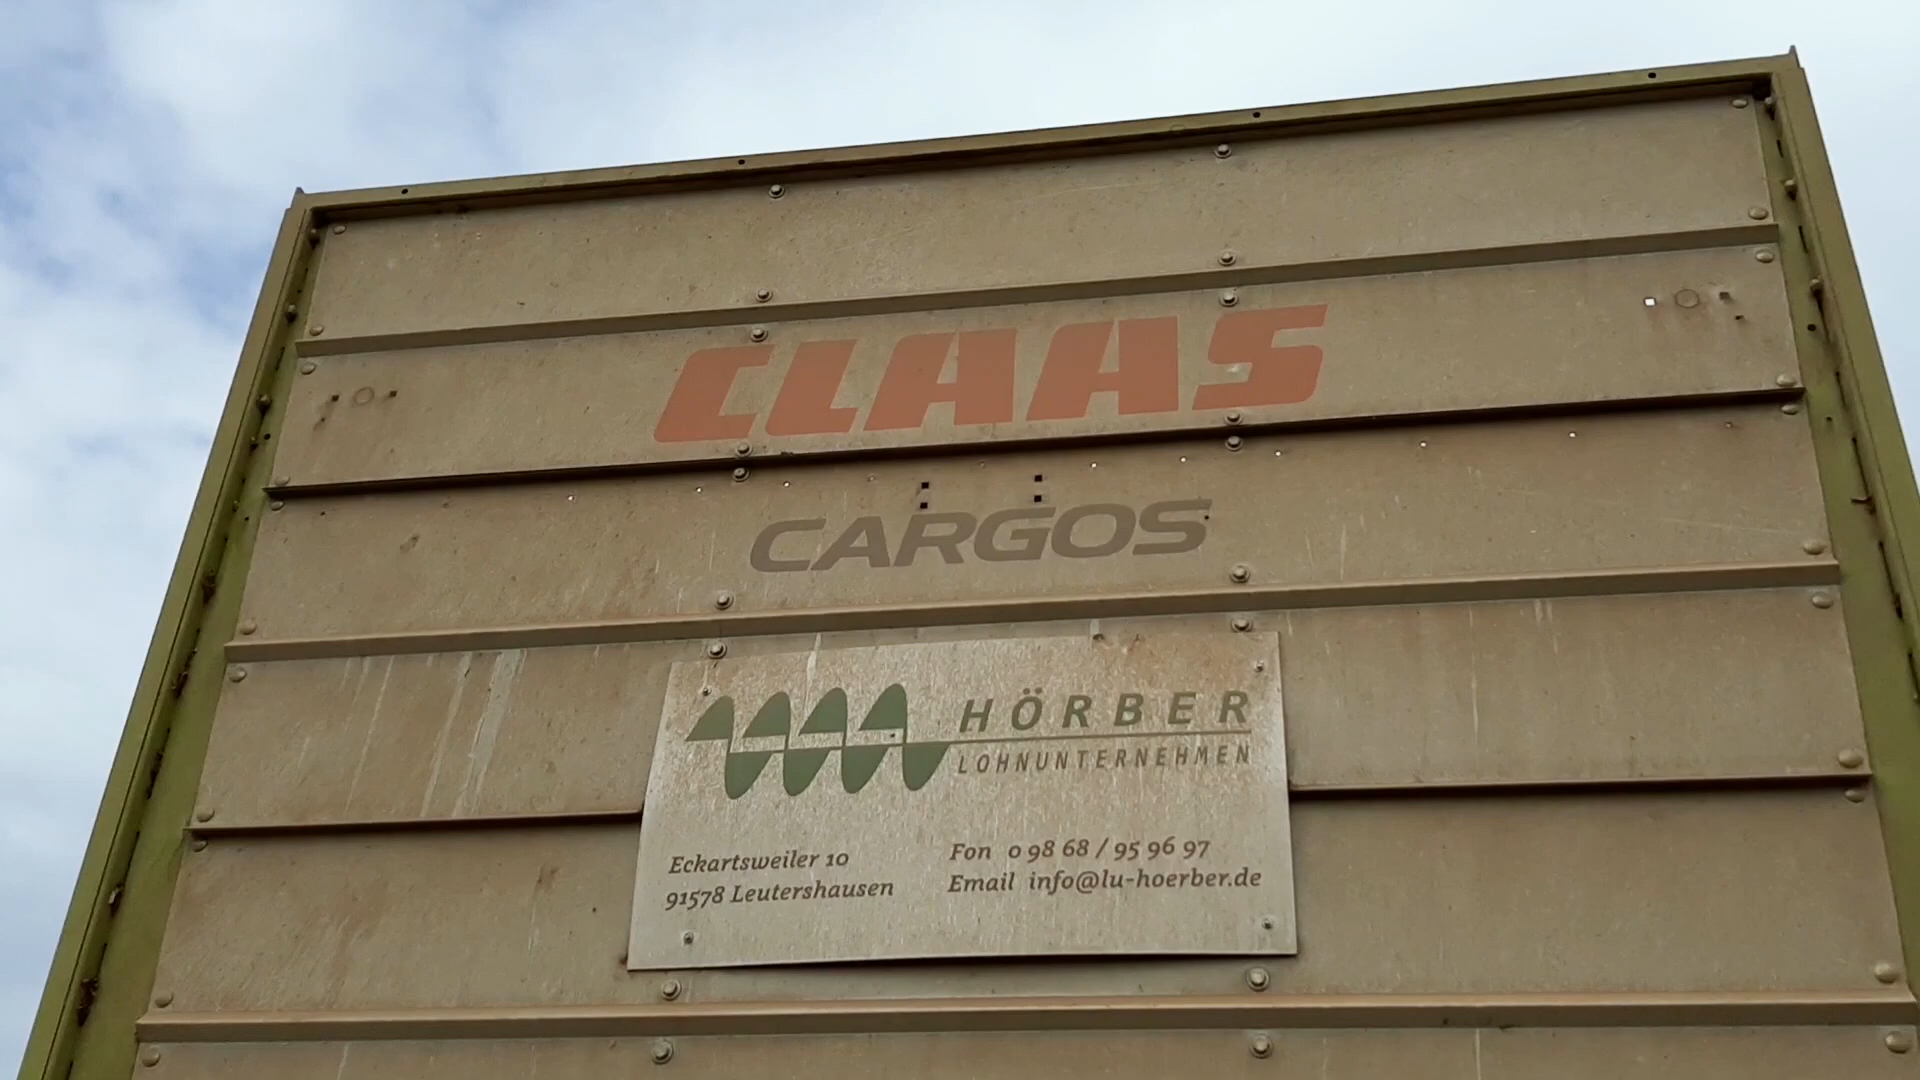 CLAAS
CARGOS
HÖRBER
LOHNUNTERNEHMEN
Eckartsweiler 10
91578 Leutershausen
Fon 0 98 68 / 95 96 97
Email info@lu-hoerber.de